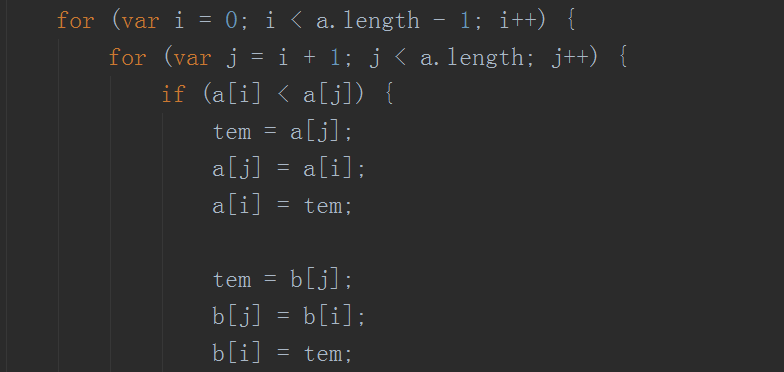 for (var i = 0; i < a.length - 1; i++) {
for (var j = i + 1; j < a.length; j++) {
if (a[i] < a[j]) {
tem = a[j];
a[j] = a[i];
a[i] = tem;
tem = b[j];
b[j] = b[i];
b[i] = tem;